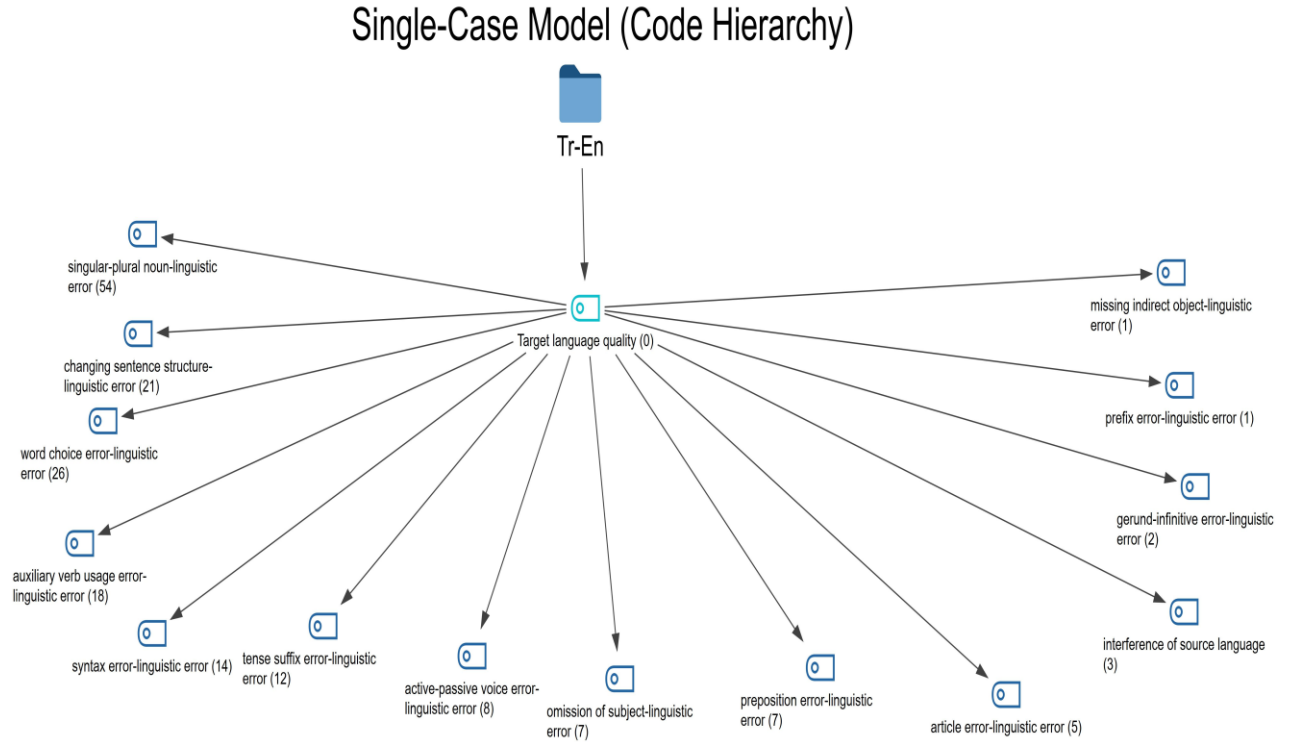 Single-Case Model (Code Hierarchy)
Tr-En
Target language quality (0)
singular-plural noun-linguistic
error (54)
changing sentence structure-
linguistic error (21)
word choice error-linguistic
error (26)
auxiliary verb usage error-
linguistic error (18)
syntax error-linguistic error (14)
tense suffix error-linguistic
error (12)
active-passive voice error-
linguistic error (8)
omission of subject-linguistic
error (7)
preposition error-linguistic
error (7)
article error-linguistic error (5)
interference of source language
(3)
gerund-infinitive error-linguistic
error (2)
prefix error-linguistic error (1)
missing indirect object-linguistic
error (1)